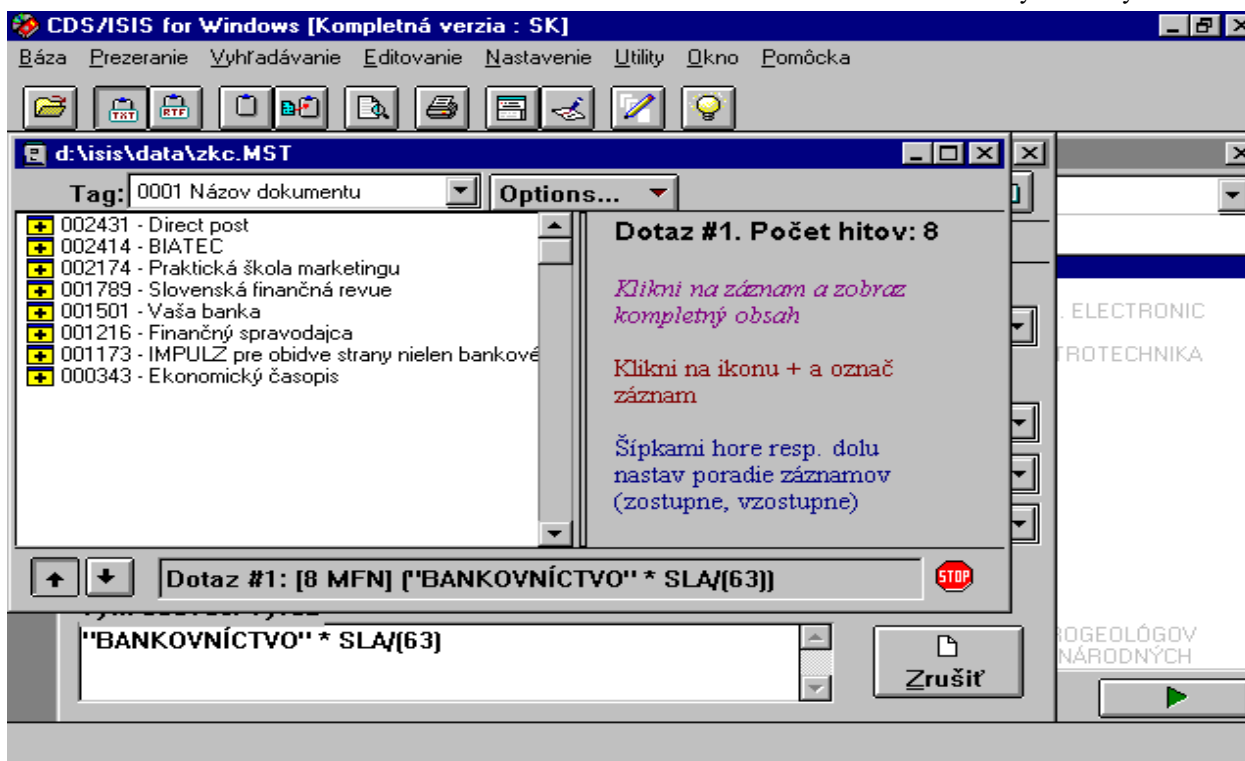 CDS/ISIS for Windows [Kompletná verzia : SK]
Báza Prezeranie Vyhľadávanie Editovanie Nastavenie Utility Okno Pomôcka
TXT RTF
d:\isis\data\zkc.MST
Tag: 0001 Názov dokumentu Options...
002431 - Direct post
002414 - BIATEC
002174 - Praktická škola marketingu
001789 - Slovenská finančná revue
001501 - Vaša banka
001216 - Finančný spravodajca
001173 - IMPULZ pre obidve strany nielen bankové
000343 - Ekonomický časopis
Dotaz #1. Počet hitov: 8
Klikni na záznam a zobraz
kompletný obsah
Klikni na ikonu + a označ
záznam
Šípkami hore resp. dolu
nastav poradie záznamov
(zostupne, vzostupne)
. ELECTRONIC
TROTECHNIKA
Dotaz #1: [8 MFN] ("BANKOVNÍCTVO" * SLA/(63))
STOP
"BANKOVNÍCTVO" * SLA/(63)
Zrušiť
ROGEOLÓGOV
NÁRODNÝCH